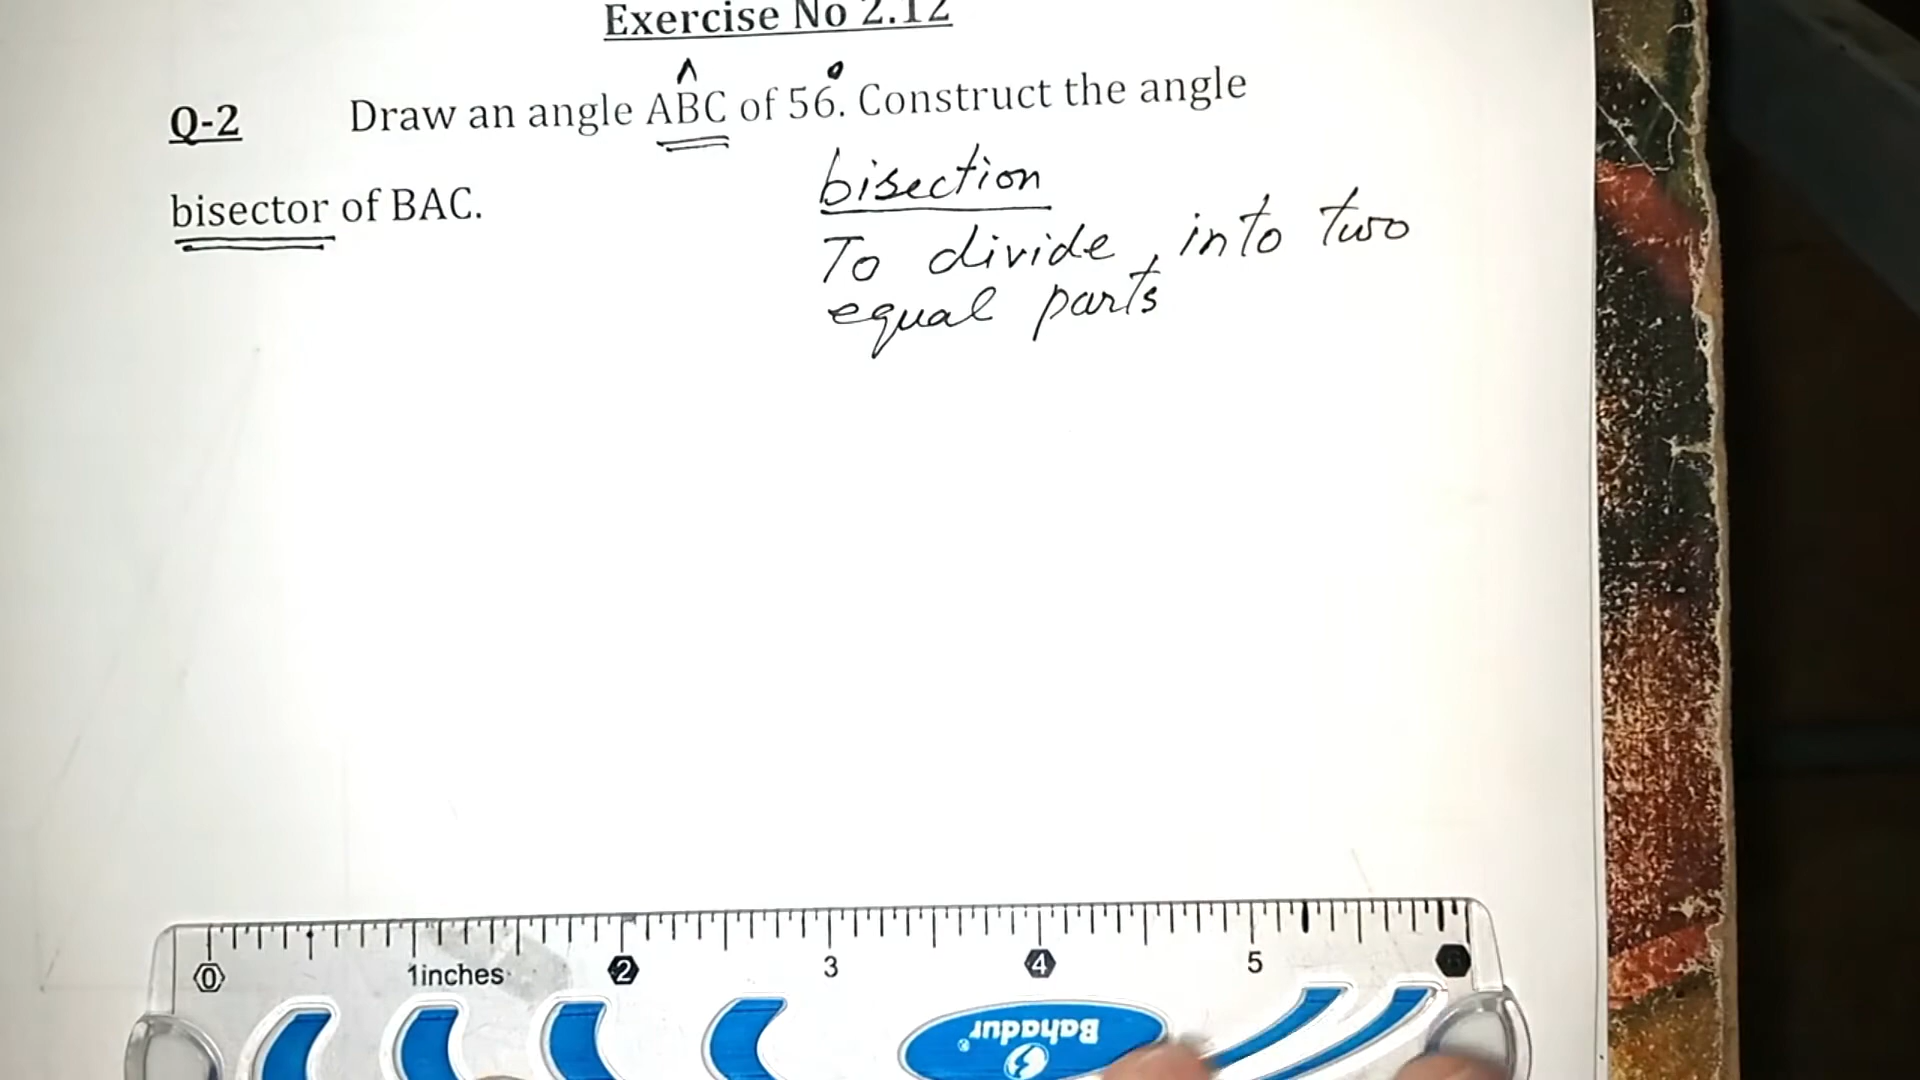 Exercise No 2.12
Q-2 Draw an angle ABC of 56°. Construct the angle
bisector of BAC.
bisection
To divide into two
equal parts
0 1inches 2 3 4 5 6
Bahadur